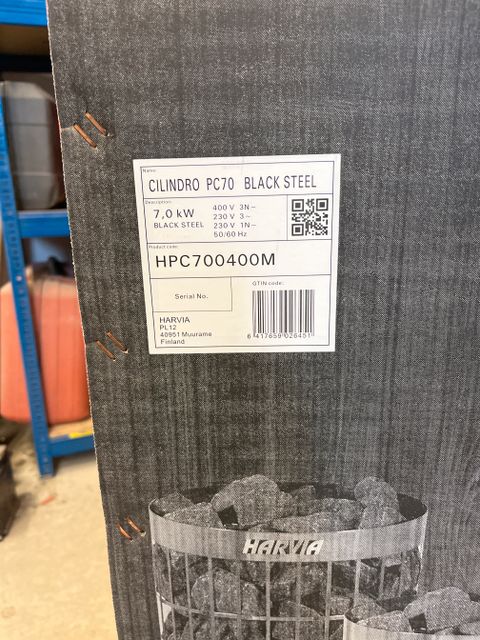 Name:
CILINDRO PC70 BLACK STEEL
Description:
7,0 kW
BLACK STEEL
400 V 3N~
230 V 3~
230 V 1N~
50/60 Hz
Product code:
HPC700400M
Serial No.
GTIN code:
HARVIA
PL12
40951 Muurame
Finland
6 417659 026451
HARVIA